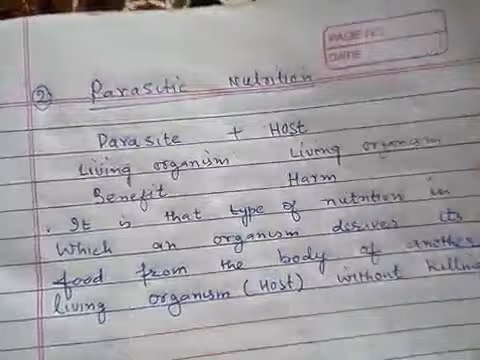 PAGE NO.
DATE
② Parasitic Nutrition
Parasite + Host
Living organism Living organism
Benefit Harm
. It is that type of nutrition in
which an organism derives its
food from the body of another
living organism (Host) without